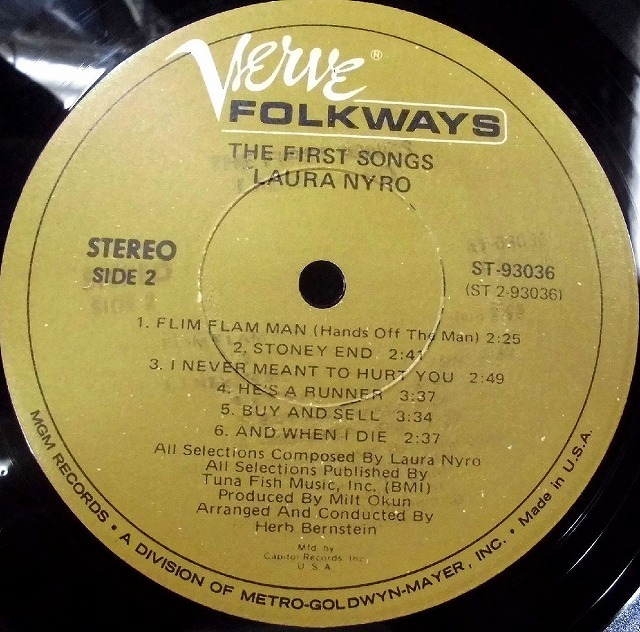 Verve ®
FOLKWAYS
THE FIRST SONGS
LAURA NYRO
STEREO
SIDE 2
ST-93036
(ST 2-93036)
1. FLIM FLAM MAN (Hands Off The Man) 2:25
2. STONEY END 2:41
3. I NEVER MEANT TO HURT YOU 2:49
4. HE'S A RUNNER 3:37
5. BUY AND SELL 3:34
6. AND WHEN I DIE 2:37
All Selections Composed By Laura Nyro
All Selections Published By
Tuna Fish Music, Inc. (BMI)
Produced By Milt Okun
Arranged And Conducted By
Herb Bernstein
Mfd. by
Capitol Records, Inc.
U. S. A.
MGM RECORDS • A DIVISION OF METRO-GOLDWYN-MAYER, INC. • Made in U.S.A.